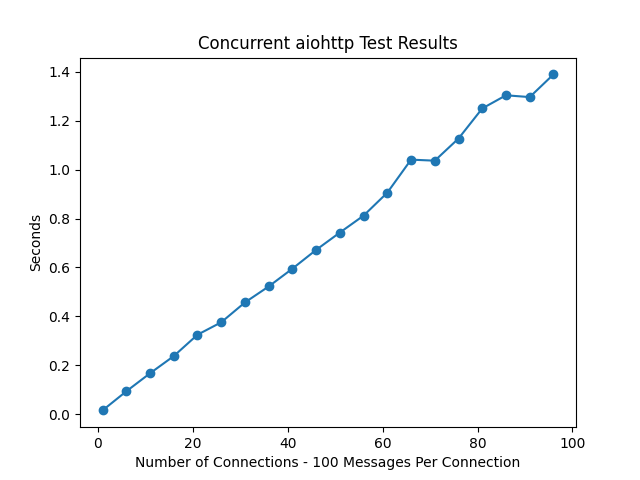 Concurrent aiohttp Test Results
1.4
1.2
1.0
0.8
0.6
0.4
0.2
0.0
Seconds
0 20 40 60 80 100
Number of Connections - 100 Messages Per Connection